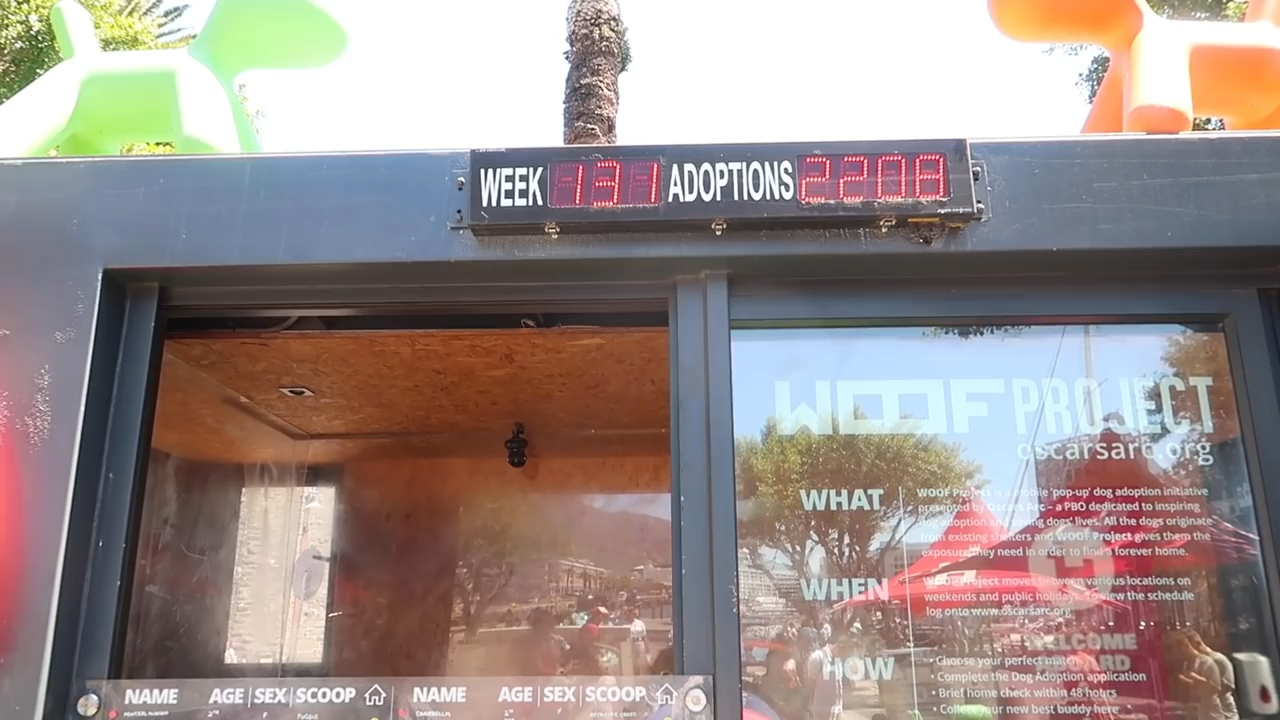 WEEK 131 ADOPTIONS 2208
WOOF PROJECT
oscarsarc.org
WHAT
WOOF Project is a mobile 'pop-up' dog adoption initiative
presented by Oscars Arc – a PBO dedicated to inspiring
dog adoption and saving dogs' lives. All the dogs originate
from existing shelters and WOOF Project gives them the
exposure they need in order to find a forever home.
WHEN
WOOF Project moves between various locations on
weekends and public holidays. To view the schedule
log onto www.oscarsarc.org
WELCOME
HOW
• Choose your perfect match
• Complete the Dog Adoption application
• Brief home check within 48 hours
• Collect your new best buddy here
NAME AGE | SEX | SCOOP NAME AGE | SEX | SCOOP
F F